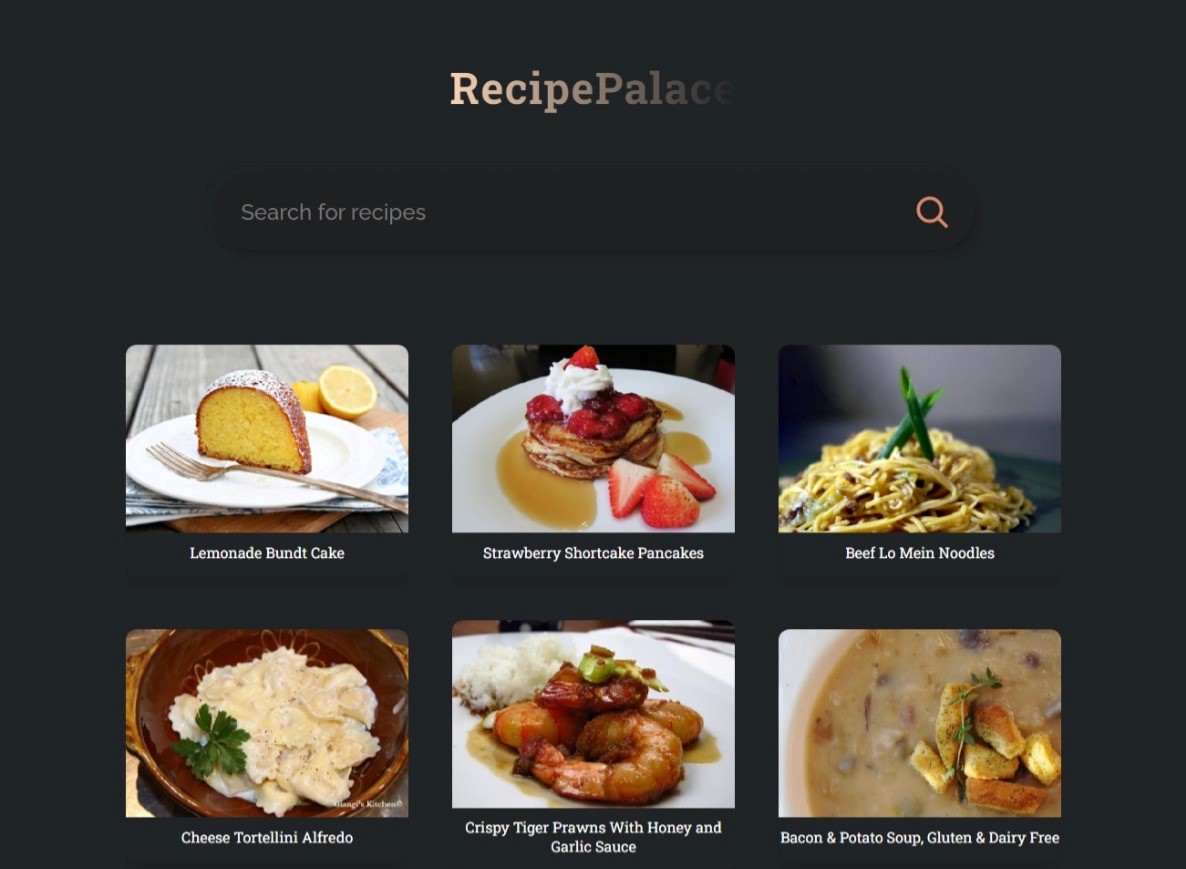 RecipePalace
Search for recipes
Lemonade Bundt Cake
Strawberry Shortcake Pancakes
Beef Lo Mein Noodles
Giangi's Kitchen©
Cheese Tortellini Alfredo
Crispy Tiger Prawns With Honey and
Garlic Sauce
Bacon & Potato Soup, Gluten & Dairy Free